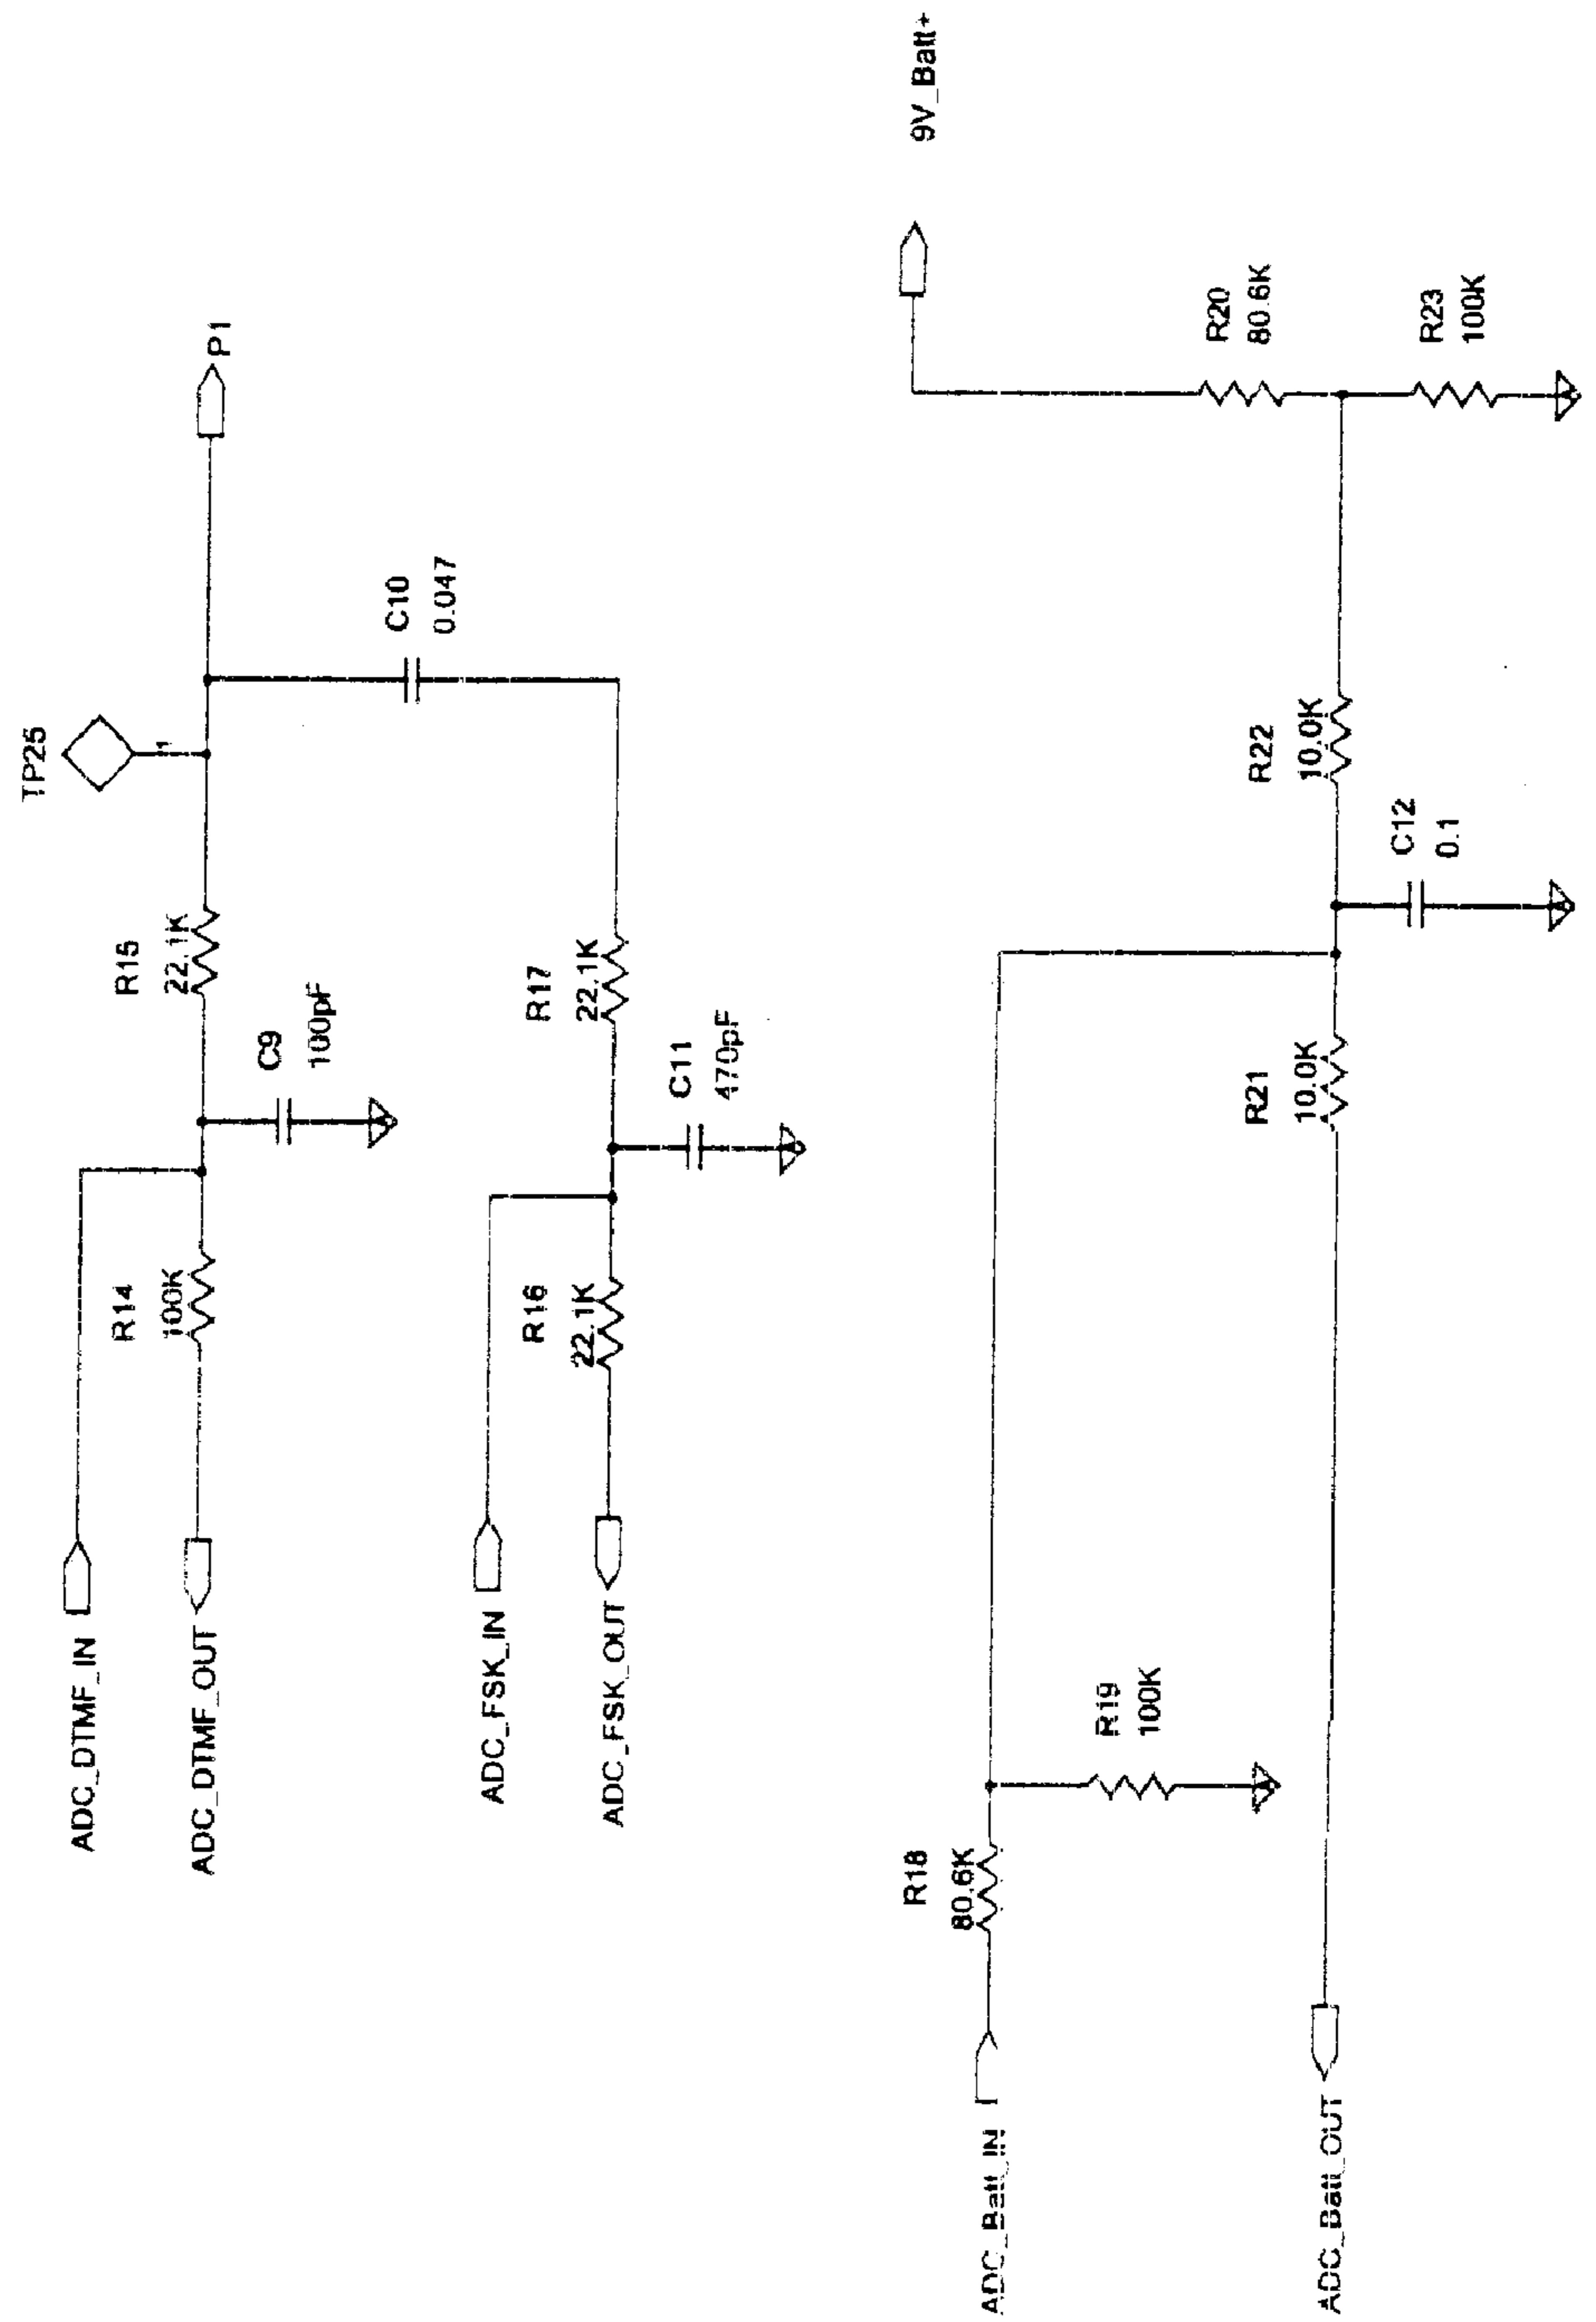 TP25
1
P1
R15
22.1K
R14
100K
ADC_DTMF_IN
ADC_DTMF_OUT
C9
100pF
C10
0.047
R17
22.1K
R16
22.1K
C11
470pF
ADC_FSK_IN
ADC_FSK_OUT
9V_Batt+
R20
80.6K
R23
100K
R22
10.0K
C12
0.1
R21
10.0K
R19
100K
R18
80.6K
ADC_Batt_IN
ADC_Batt_OUT